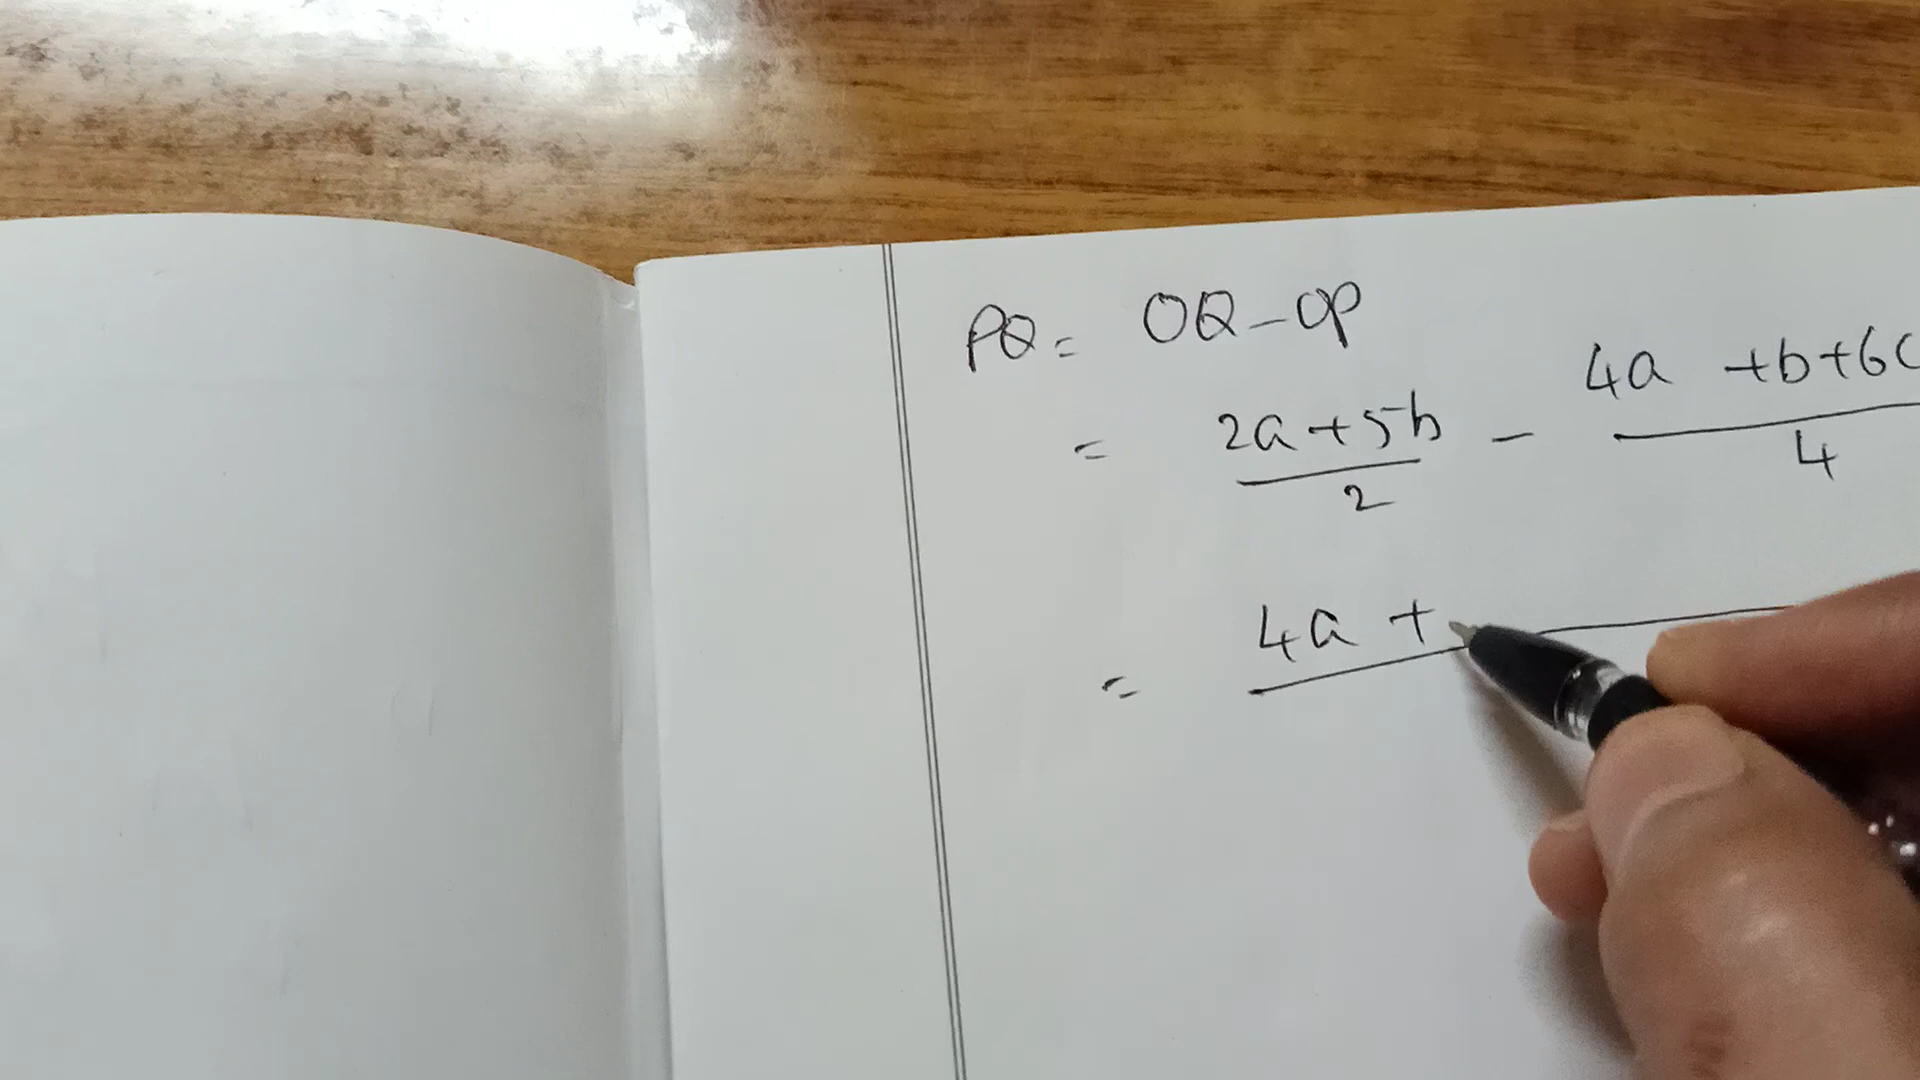 PQ = OQ - OP
= 2a+5b/2 - 4a +b+6c/4
= 4a +